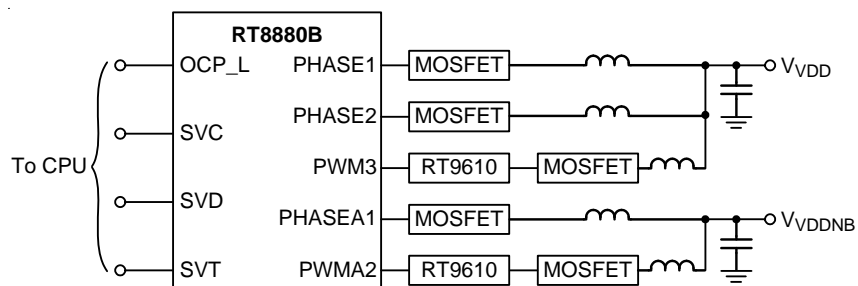 RT8880B
OCP_L
PHASE1
MOSFET
VVDD
PHASE2
MOSFET
SVC
To CPU
PWM3
RT9610
MOSFET
SVD
PHASEA1
MOSFET
VVDDNB
SVT
PWMA2
RT9610
MOSFET